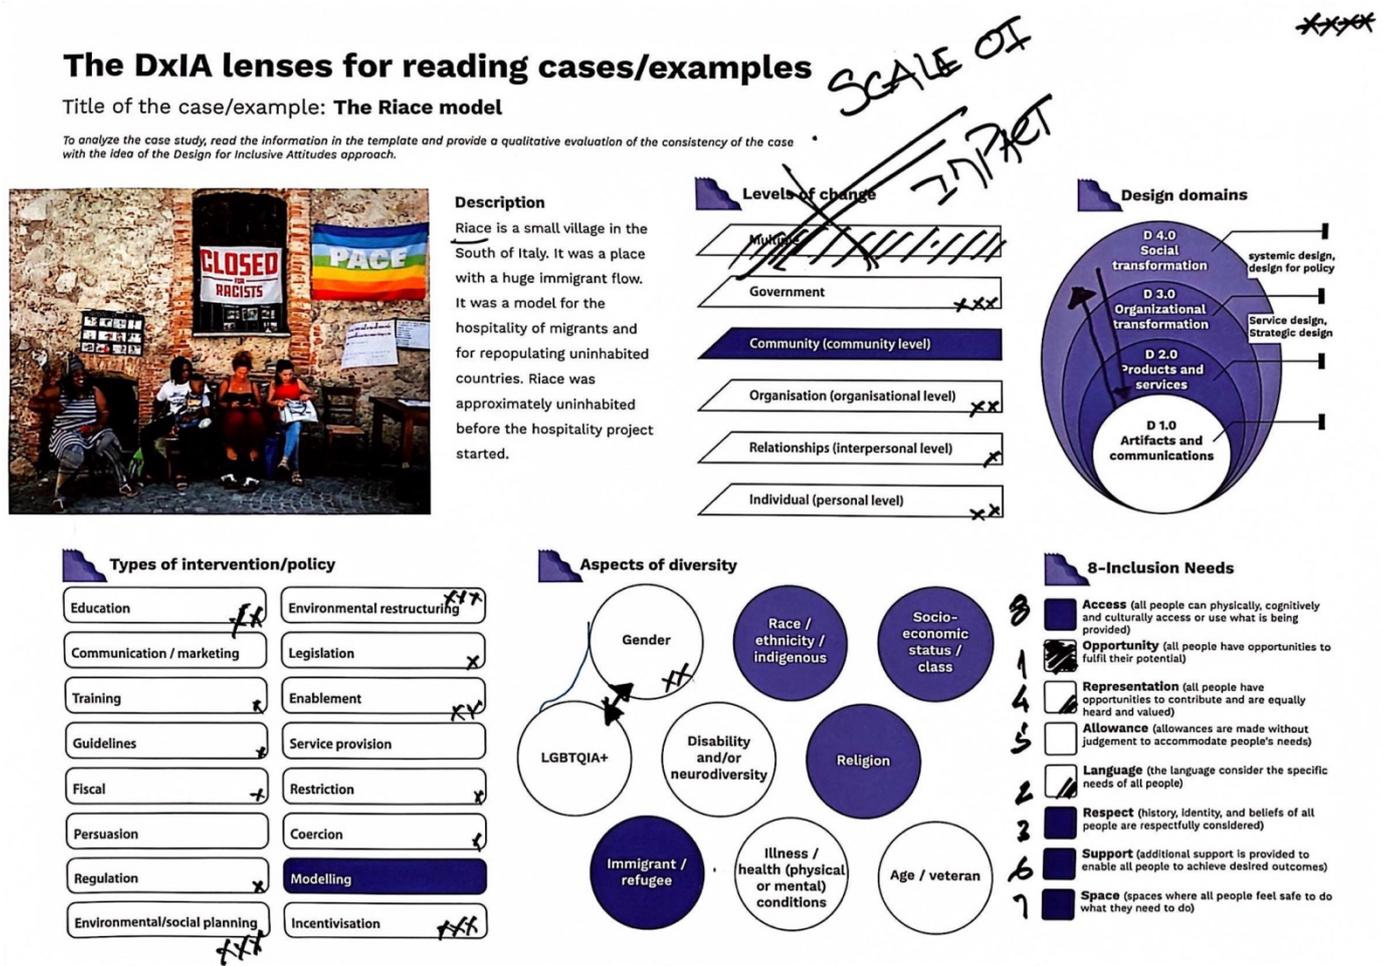 The DxIA lenses for reading cases/examples
Title of the case/example: The Riace model
To analyze the case study, read the information in the template and provide a qualitative evaluation of the consistency of the case
with the idea of the Design for Inclusive Attitudes approach.
SCALE OF
IMPACT
xxxx
CLOSED
FOR
RACISTS
PACE
Description
Riace is a small village in the
South of Italy. It was a place
with a huge immigrant flow.
It was a model for the
hospitality of migrants and
for repopulating uninhabited
countries. Riace was
approximately uninhabited
before the hospitality project
started.
Levels of change
Government
xxx
Community (community level)
Organisation (organisational level)
xx
Relationships (interpersonal level)
x
Individual (personal level)
xx
Design domains
D 4.0
Social
transformation
D 3.0
Organizational
transformation
D 2.0
Products and
services
D 1.0
Artifacts and
communications
systemic design,
design for policy
Service design,
Strategic design
Types of intervention/policy
Education
xx
Communication / marketing
Training
x
Guidelines
x
Fiscal
x
Persuasion
Regulation
x
Environmental/social planning
xxx
Environmental restructuring
xxx
Legislation
x
Enablement
xx
Service provision
Restriction
x
Coercion
x
Modelling
Incentivisation
xxx
Aspects of diversity
Gender
xx
Race /
ethnicity /
indigenous
Socio-
economic
status /
class
LGBTQIA+
Disability
and/or
neurodiversity
Religion
Immigrant /
refugee
Illness /
health (physical
or mental)
conditions
Age / veteran
8-Inclusion Needs
8
Access (all people can physically, cognitively
and culturally access or use what is being
provided)
1
Opportunity (all people have opportunities to
fulfil their potential)
4
Representation (all people have
opportunities to contribute and are equally
heard and valued)
5
Allowance (allowances are made without
judgement to accommodate people's needs)
2
Language (the language consider the specific
needs of all people)
3
Respect (history, identity, and beliefs of all
people are respectfully considered)
6
Support (additional support is provided to
enable all people to achieve desired outcomes)
7
Space (spaces where all people feel safe to do
what they need to do)